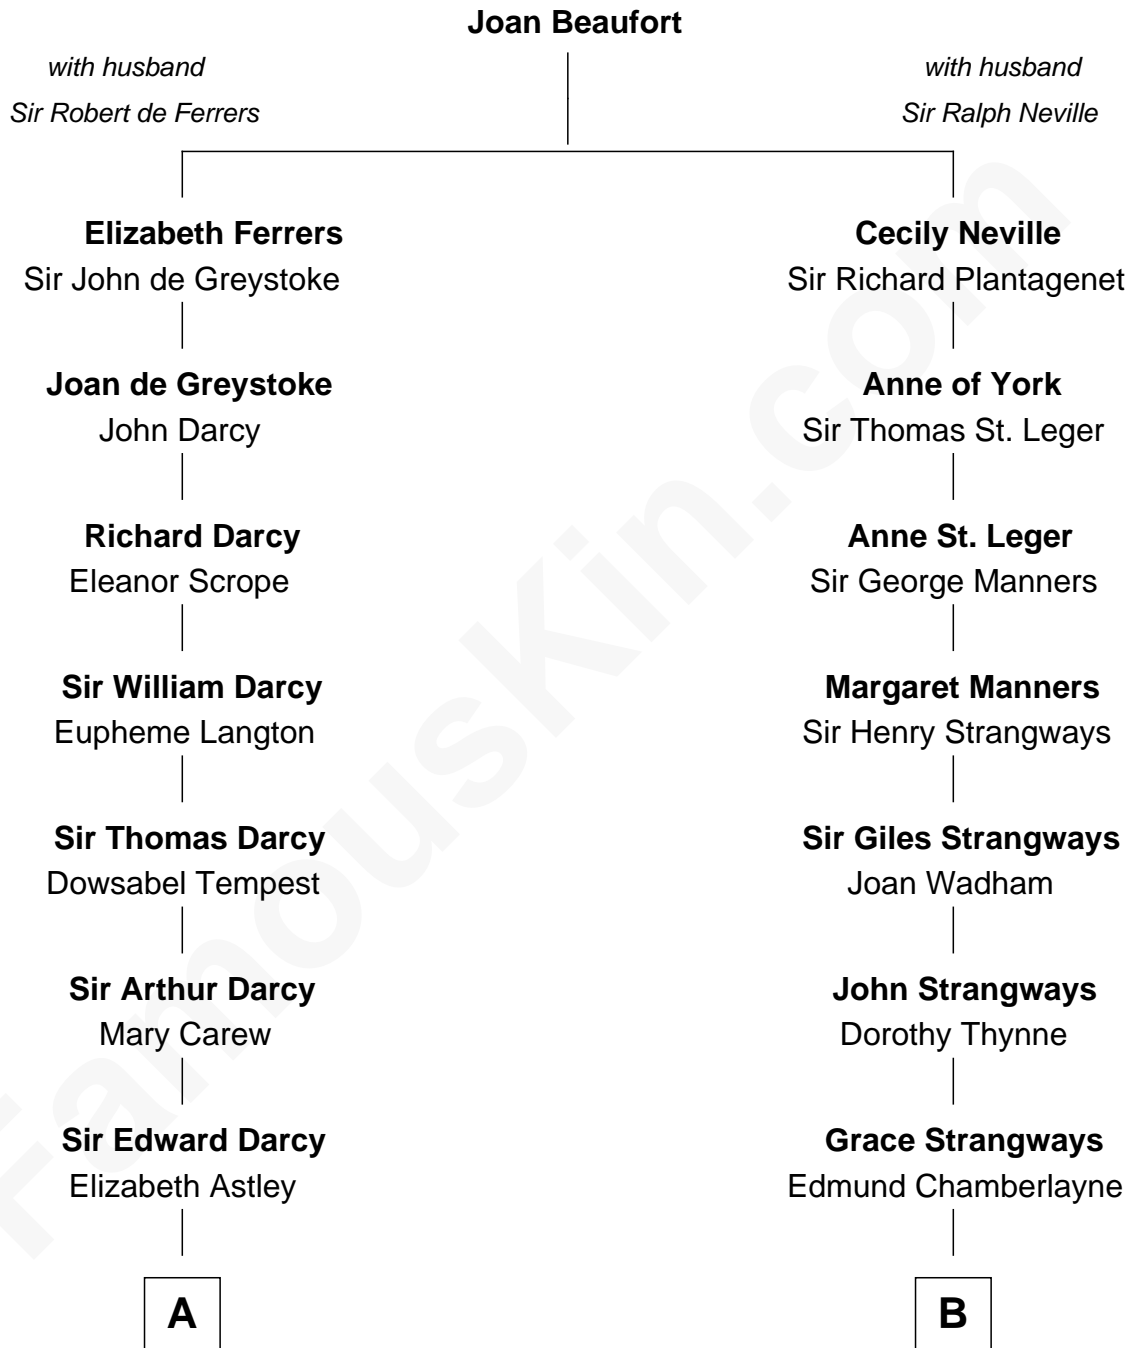 Joan Beaufort
with husband
Sir Robert de Ferrers
with husband
Sir Ralph Neville
Elizabeth Ferrers
Sir John de Greystoke
Cecily Neville
Sir Richard Plantagenet
Joan de Greystoke
John Darcy
Anne of York
Sir Thomas St. Leger
Richard Darcy
Eleanor Scrope
Anne St. Leger
Sir George Manners
Sir William Darcy
Eupheme Langton
Margaret Manners
Sir Henry Strangways
Sir Thomas Darcy
Dowsabel Tempest
Sir Giles Strangways
Joan Wadham
Sir Arthur Darcy
Mary Carew
John Strangways
Dorothy Thynne
Sir Edward Darcy
Elizabeth Astley
Grace Strangways
Edmund Chamberlayne
A
B
FamousKin.com